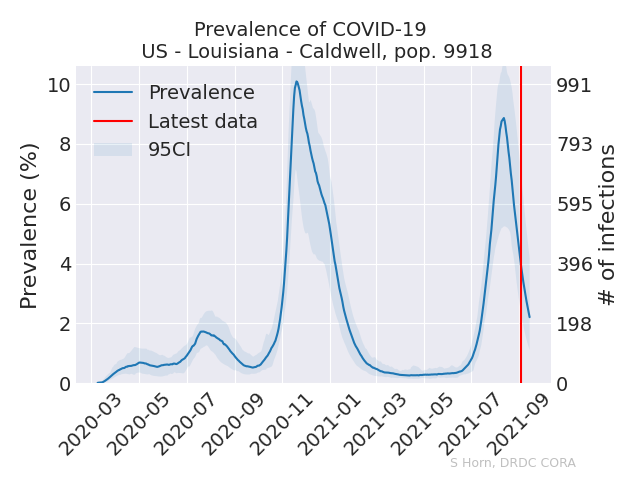 Prevalence of COVID-19
US - Louisiana - Caldwell, pop. 9918
Prevalence
Latest data
95CI
Prevalence (%)
10
8
6
4
2
0
991
793
595
396
198
0
# of infections
2020-03
2020-05
2020-07
2020-09
2020-11
2021-01
2021-03
2021-05
2021-07
2021-09
S Horn, DRDC CORA